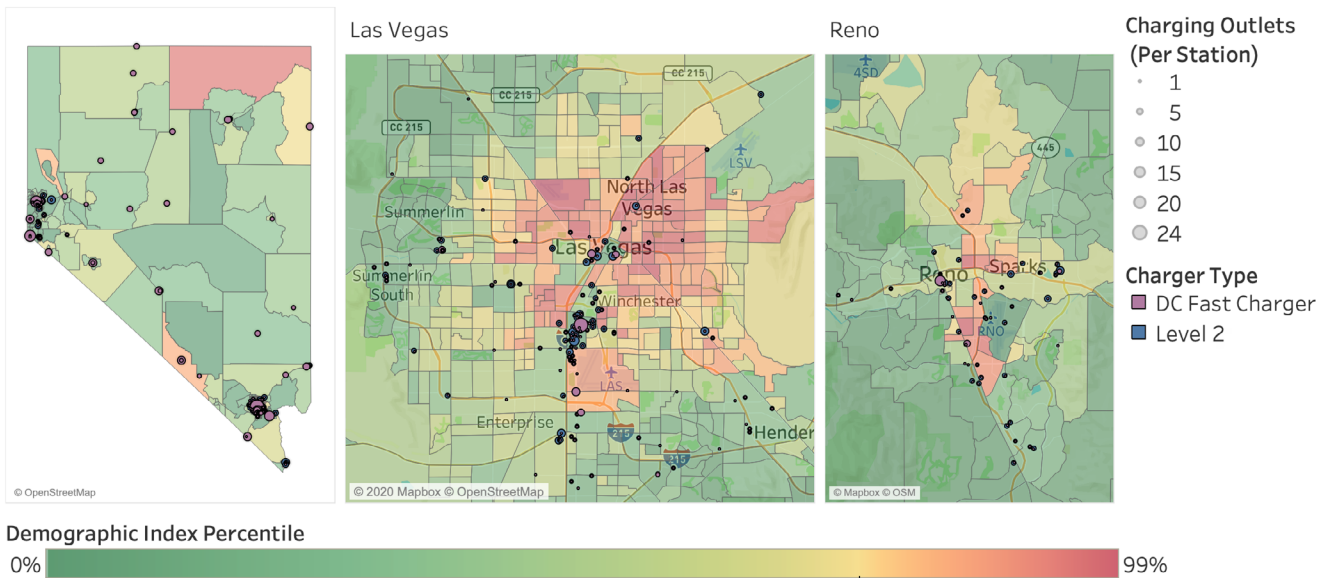 Las Vegas
Reno
Charging Outlets
(Per Station)
1
5
10
15
20
24
Charger Type
DC Fast Charger
Level 2
© OpenStreetMap
CC 215
CC 215
CC 215
LSV
North Las
Vegas
Summerlin
Las Vegas
Summerlin
South
Winchester
LAS
Enterprise
215
Hender
215
© 2020 Mapbox © OpenStreetMap
4SD
445
Reno
Sparks
RNO
© Mapbox © OSM
Demographic Index Percentile
0%
99%